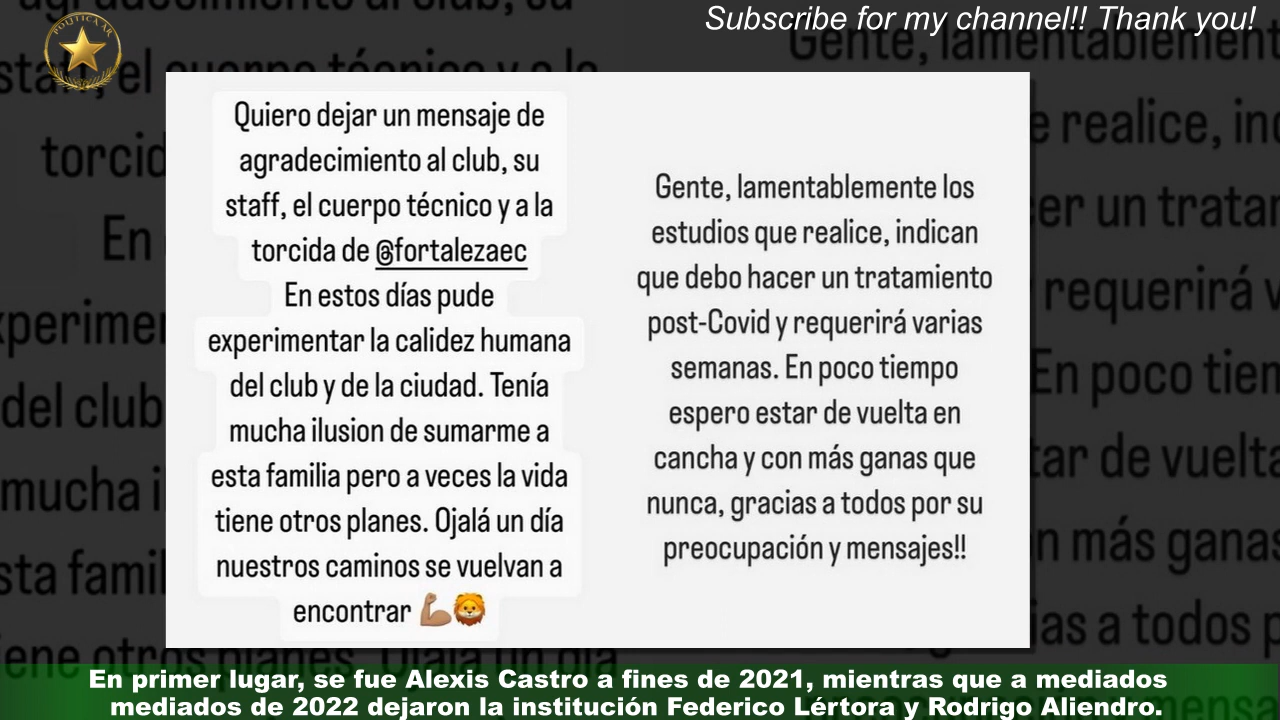 POLITICA AR
Subscribe for my channel!! Thank you!
Quiero dejar un mensaje de
agradecimiento al club, su
staff, el cuerpo técnico y a la
torcida de @fortalezaec
En estos días pude
experimentar la calidez humana
del club y de la ciudad. Tenía
mucha ilusion de sumarme a
esta familia pero a veces la vida
tiene otros planes. Ojalá un día
nuestros caminos se vuelvan a
encontrar 💪🏽🦁
Gente, lamentablemente los
estudios que realice, indican
que debo hacer un tratamiento
post-Covid y requerirá varias
semanas. En poco tiempo
espero estar de vuelta en
cancha y con más ganas que
nunca, gracias a todos por su
preocupación y mensajes!!
En primer lugar, se fue Alexis Castro a fines de 2021, mientras que a mediados
mediados de 2022 dejaron la institución Federico Lértora y Rodrigo Aliendro.